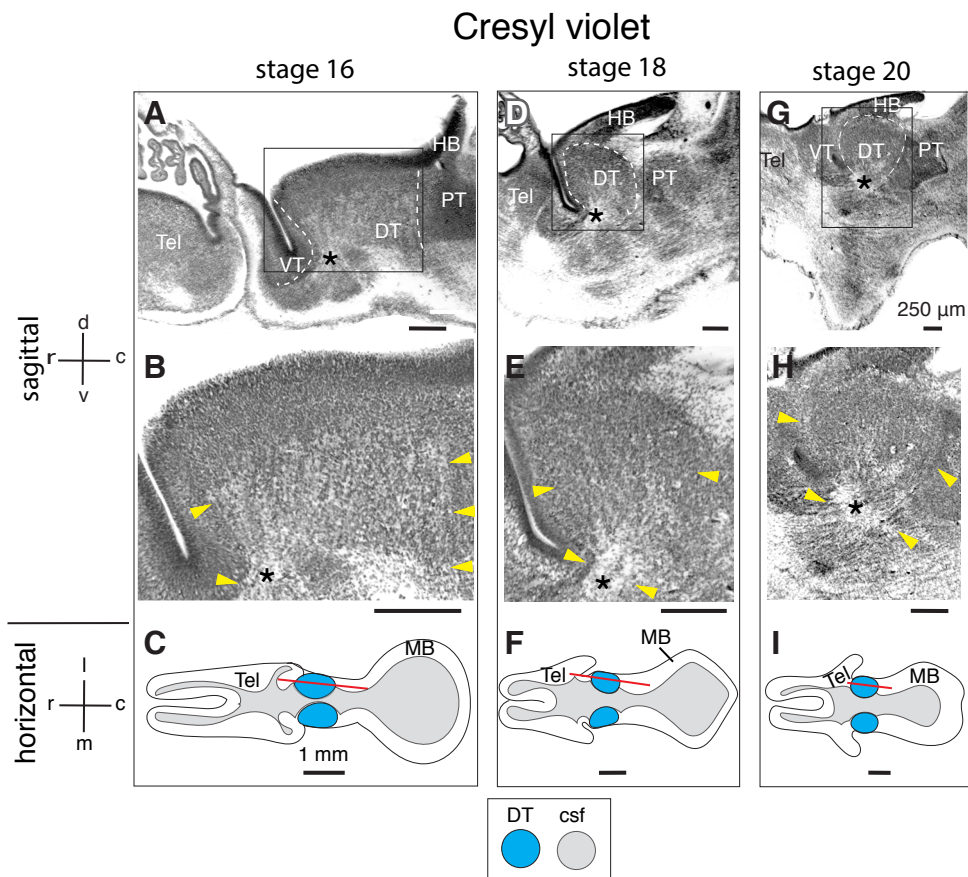 Cresyl violet
stage 16
stage 18
stage 20
A
HB
PT
DT
Tel
VT
*
D
HB
DT
PT
Tel
*
G
HB
Tel
VT
DT
PT
*
250 µm
sagittal
d
r c
v
B
*
E
*
H
*
horizontal
l
r c
m
C
MB
Tel
1 mm
F
MB
Tel
I
Tel
MB
DT csf